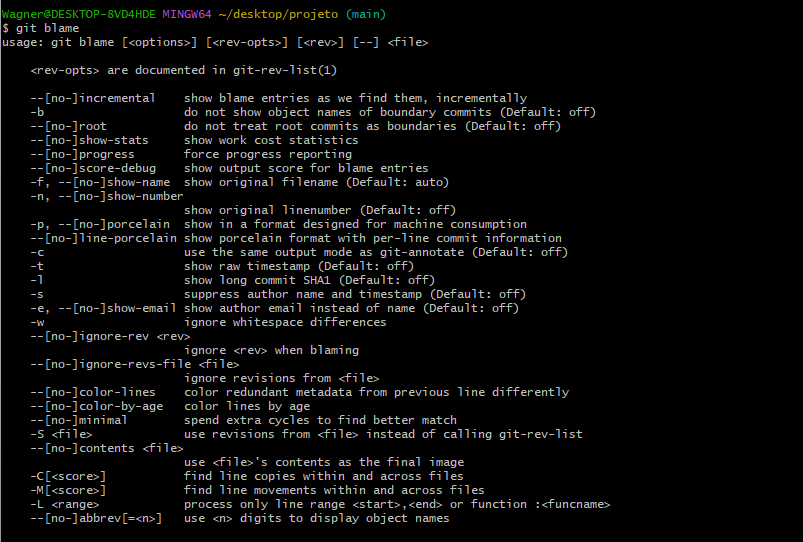 Wagner@DESKTOP-8VD4HDE MINGW64 ~/desktop/projeto (main)
$ git blame
usage: git blame [<options>] [<rev-opts>] [<rev>] [--] <file>

    <rev-opts> are documented in git-rev-list(1)

    --[no-]incremental    show blame entries as we find them, incrementally
    -b                    do not show object names of boundary commits (Default: off)
    --[no-]root           do not treat root commits as boundaries (Default: off)
    --[no-]show-stats     show work cost statistics
    --[no-]progress       force progress reporting
    --[no-]score-debug    show output score for blame entries
    -f, --[no-]show-name  show original filename (Default: auto)
    -n, --[no-]show-number
                          show original linenumber (Default: off)
    -p, --[no-]porcelain  show in a format designed for machine consumption
    --[no-]line-porcelain show porcelain format with per-line commit information
    -c                    use the same output mode as git-annotate (Default: off)
    -t                    show raw timestamp (Default: off)
    -l                    show long commit SHA1 (Default: off)
    -s                    suppress author name and timestamp (Default: off)
    -e, --[no-]show-email show author email instead of name (Default: off)
    -w                    ignore whitespace differences
    --[no-]ignore-rev <rev>
                          ignore <rev> when blaming
    --[no-]ignore-revs-file <file>
                          ignore revisions from <file>
    --[no-]color-lines    color redundant metadata from previous line differently
    --[no-]color-by-age   color lines by age
    --[no-]minimal        spend extra cycles to find better match
    -S <file>             use revisions from <file> instead of calling git-rev-list
    --[no-]contents <file>
                          use <file>'s contents as the final image
    -C[<score>]           find line copies within and across files
    -M[<score>]           find line movements within and across files
    -L <range>            process only line range <start>,<end> or function :<funcname>
    --[no-]abbrev[=<n>]   use <n> digits to display object names